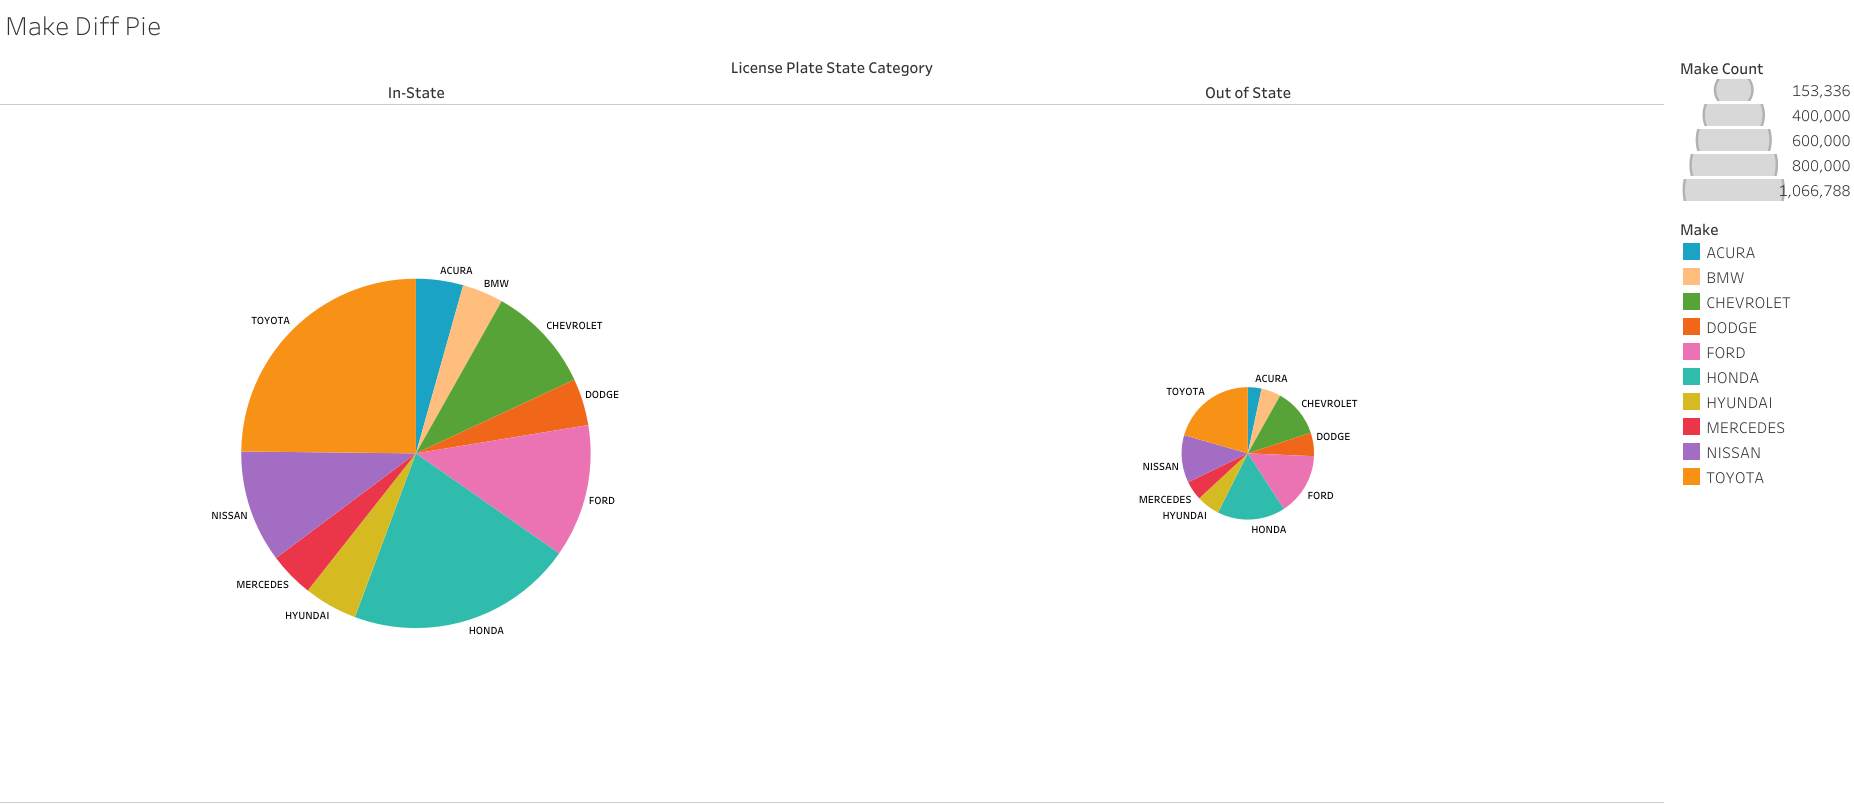 Make Diff Pie
License Plate State Category
In-State
Out of State
ACURA
BMW
CHEVROLET
DODGE
FORD
HONDA
HYUNDAI
MERCEDES
NISSAN
TOYOTA
ACURA
CHEVROLET
DODGE
FORD
HONDA
HYUNDAI
MERCEDES
NISSAN
TOYOTA
Make Count
153,336
400,000
600,000
800,000
1,066,788
Make
ACURA
BMW
CHEVROLET
DODGE
FORD
HONDA
HYUNDAI
MERCEDES
NISSAN
TOYOTA